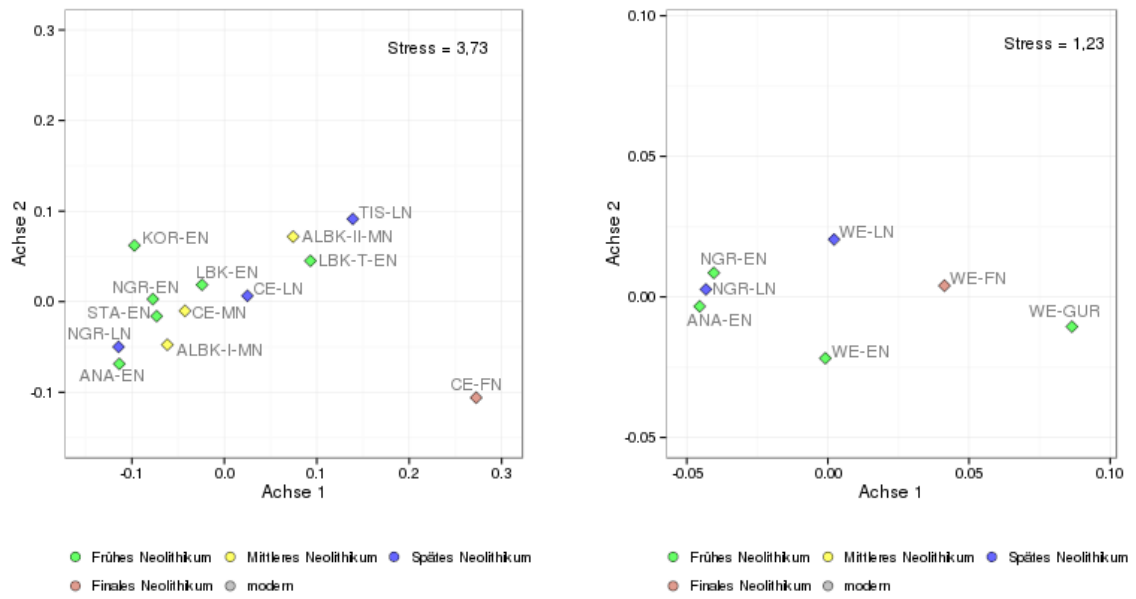 0.3
0.2
0.1
0.0
-0.1
Achse 2
Stress = 3,73
TIS-LN
KOR-EN
ALBK-II-MN
LBK-T-EN
LBK-EN
NGR-EN
CE-LN
STA-EN
CE-MN
NGR-LN
ALBK-I-MN
ANA-EN
CE-FN
-0.1 0.0 0.1 0.2 0.3
Achse 1
Frühes Neolithikum Mittleres Neolithikum Spätes Neolithikum
Finales Neolithikum modern
0.10
0.05
0.00
-0.05
Achse 2
Stress = 1,23
WE-LN
NGR-EN
WE-FN
NGR-LN
WE-GUR
ANA-EN
WE-EN
-0.05 0.00 0.05 0.10
Achse 1
Frühes Neolithikum Mittleres Neolithikum Spätes Neolithikum
Finales Neolithikum modern